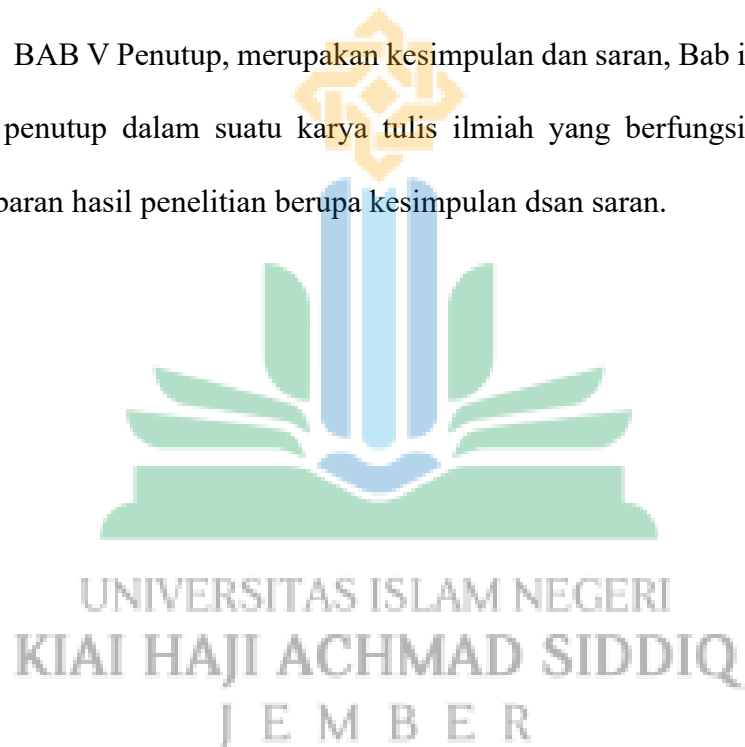 BAB V Penutup, merupakan kesimpulan dan saran, Bab i
penutup dalam suatu karya tulis ilmiah yang berfungsi
paran hasil penelitian berupa kesimpulan dsan saran.
UNIVERSITAS ISLAM NEGERI
KIAI HAJI ACHMAD SIDDIQ
JEMBER